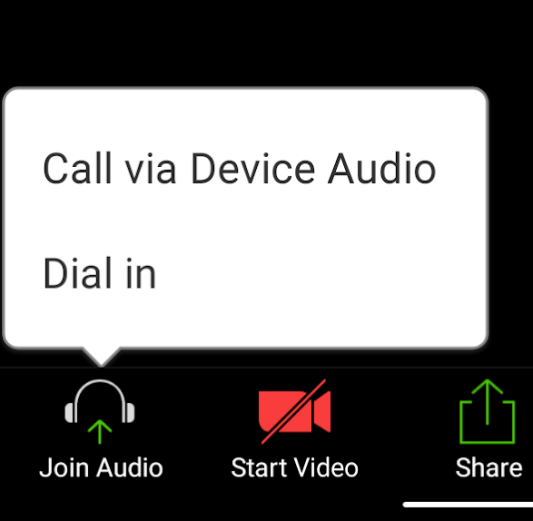 Call via Device Audio
Dial in
Join Audio Start Video Share